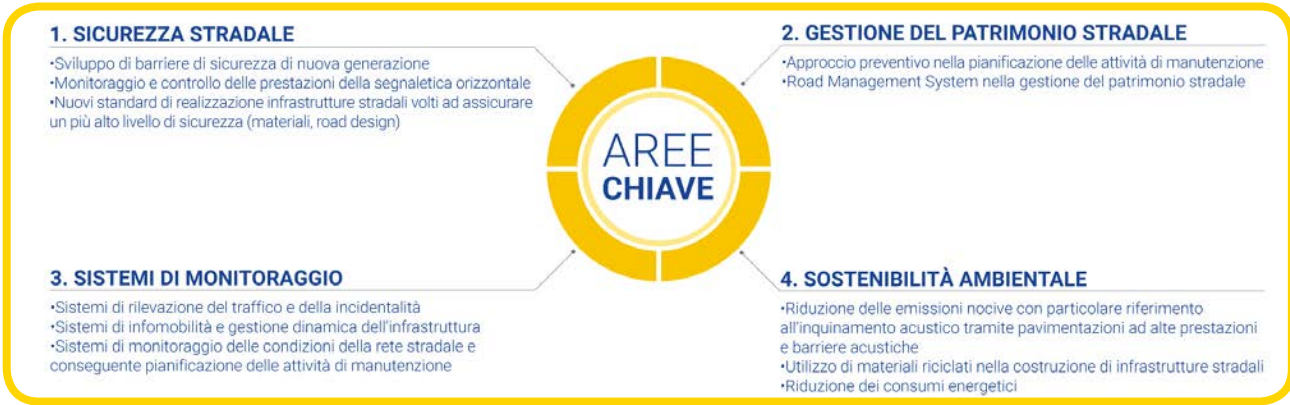 1. SICUREZZA STRADALE
•Sviluppo di barriere di sicurezza di nuova generazione
•Monitoraggio e controllo delle prestazioni della segnaletica orizzontale
•Nuovi standard di realizzazione infrastrutture stradali volti ad assicurare
un più alto livello di sicurezza (materiali, road design)
2. GESTIONE DEL PATRIMONIO STRADALE
•Approccio preventivo nella pianificazione delle attività di manutenzione
•Road Management System nella gestione del patrimonio stradale
AREE
CHIAVE
3. SISTEMI DI MONITORAGGIO
•Sistemi di rilevazione del traffico e della incidentalità
•Sistemi di infomobilità e gestione dinamica dell'infrastruttura
•Sistemi di monitoraggio delle condizioni della rete stradale e
conseguente pianificazione delle attività di manutenzione
4. SOSTENIBILITÀ AMBIENTALE
•Riduzione delle emissioni nocive con particolare riferimento
all'inquinamento acustico tramite pavimentazioni ad alte prestazioni
e barriere acustiche
•Utilizzo di materiali riciclati nella costruzione di infrastrutture stradali
•Riduzione dei consumi energetici